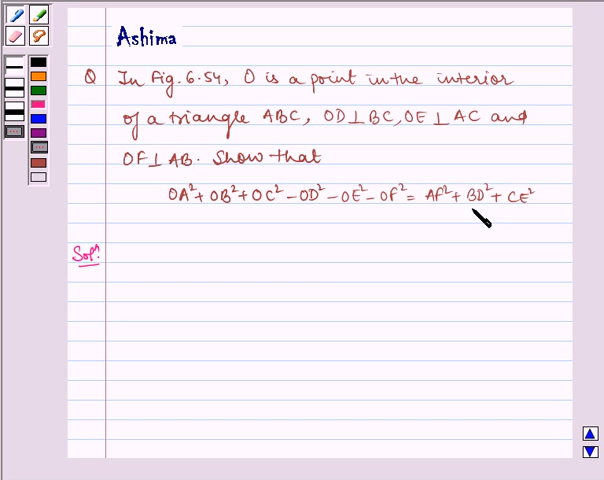 Ashima
Q In Fig. 6.54, O is a point in the interior
of a triangle ABC, OD⊥BC, OE ⊥ AC and
OF⊥ AB. Show that
OA² + OB² + OC² – OD² – OE² – OF² = AF² + BD² + CE²
Solⁿ: